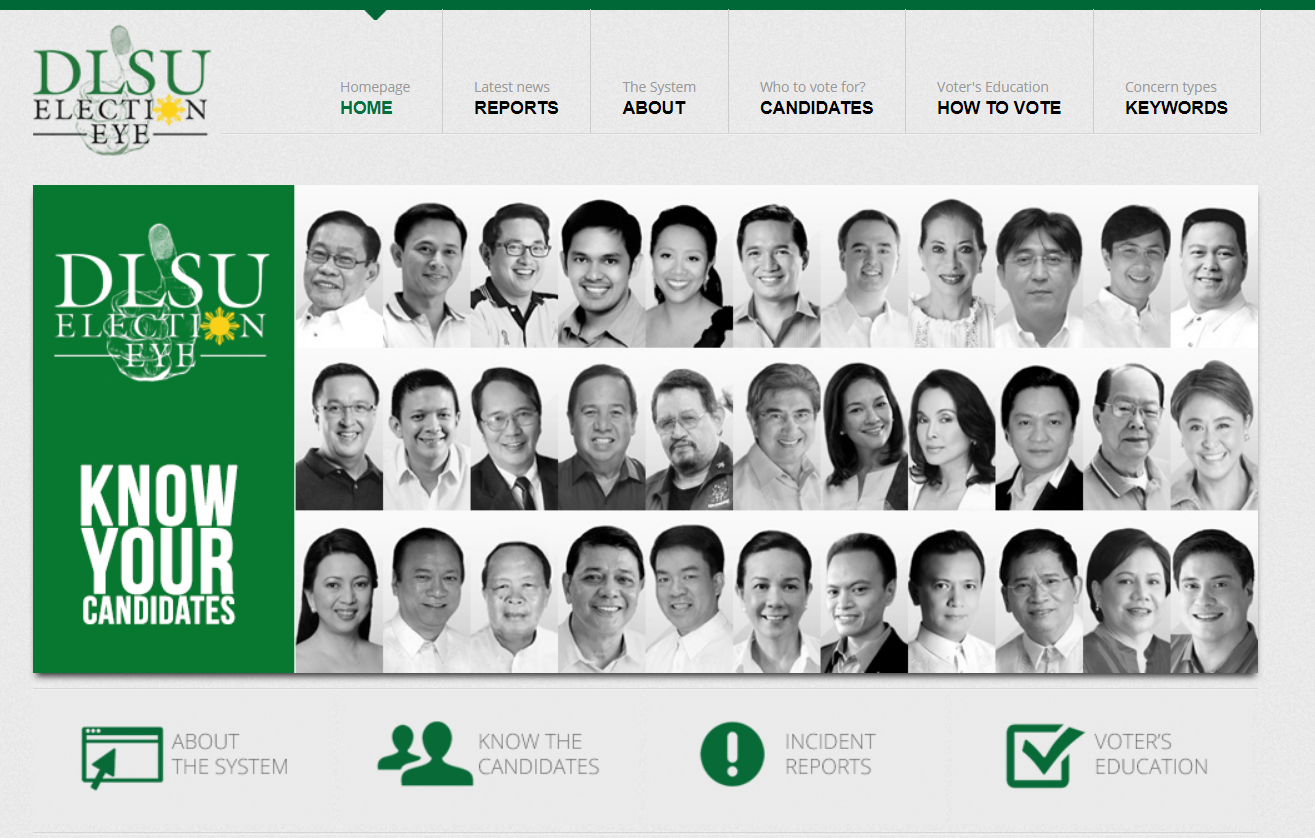 DLSU
ELECTION
EYE
Homepage
HOME
Latest news
REPORTS
The System
ABOUT
Who to vote for?
CANDIDATES
Voter's Education
HOW TO VOTE
Concern types
KEYWORDS
DLSU
ELECTION
EYE
KNOW
YOUR
CANDIDATES
ABOUT
THE SYSTEM
KNOW THE
CANDIDATES
INCIDENT
REPORTS
VOTER'S
EDUCATION